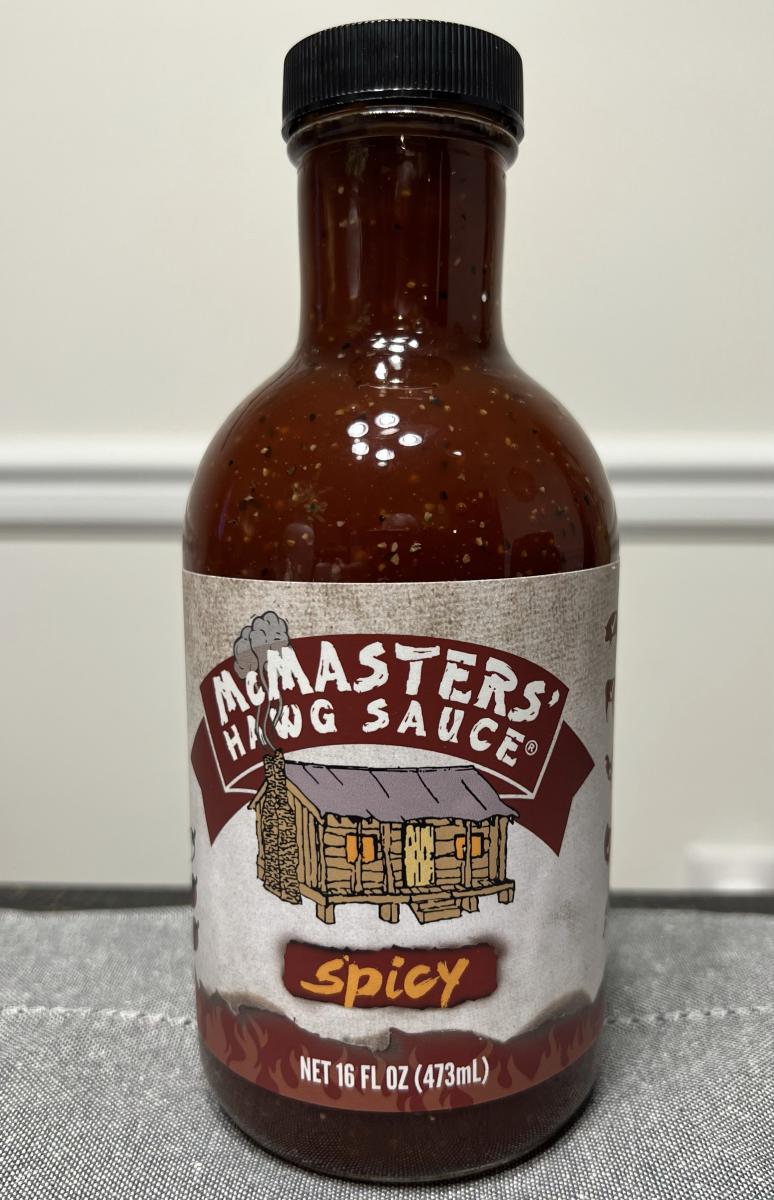 McMASTERS'
HAWG SAUCE®
spicy
NET 16 FL OZ (473mL)